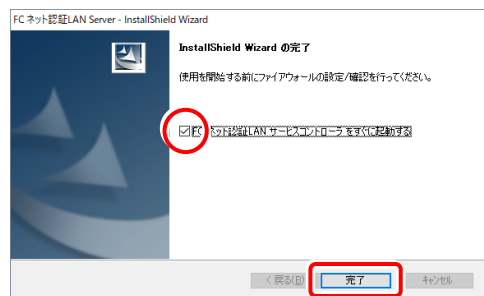 FC ネット認証LAN Server - InstallShield Wizard
InstallShield Wizard の完了
使用を開始する前にファイアウォールの設定/確認を行ってください。
FC ネット認証LAN サービスコントローラ をすぐに起動する
< 戻る(B)
完了
キャンセル